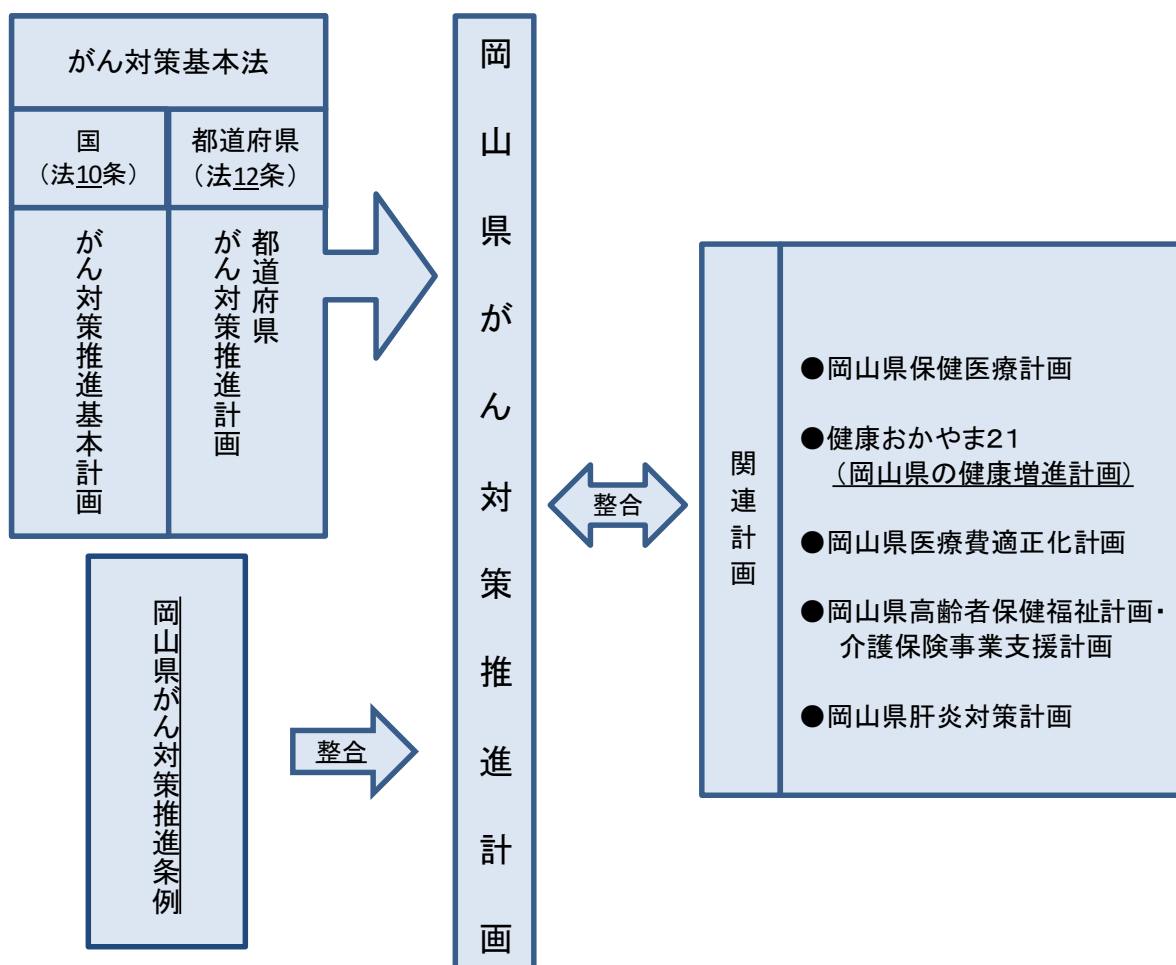 がん対策基本法
国
(法10条)
都道府県
(法12条)
がん対策推進基本計画
都道府県
がん対策推進計画
岡山県がん対策推進条例
整合
岡山県がん対策推進計画
整合
関連計画
●岡山県保健医療計画
●健康おかやま21
(岡山県の健康増進計画)
●岡山県医療費適正化計画
●岡山県高齢者保健福祉計画・
介護保険事業支援計画
●岡山県肝炎対策計画